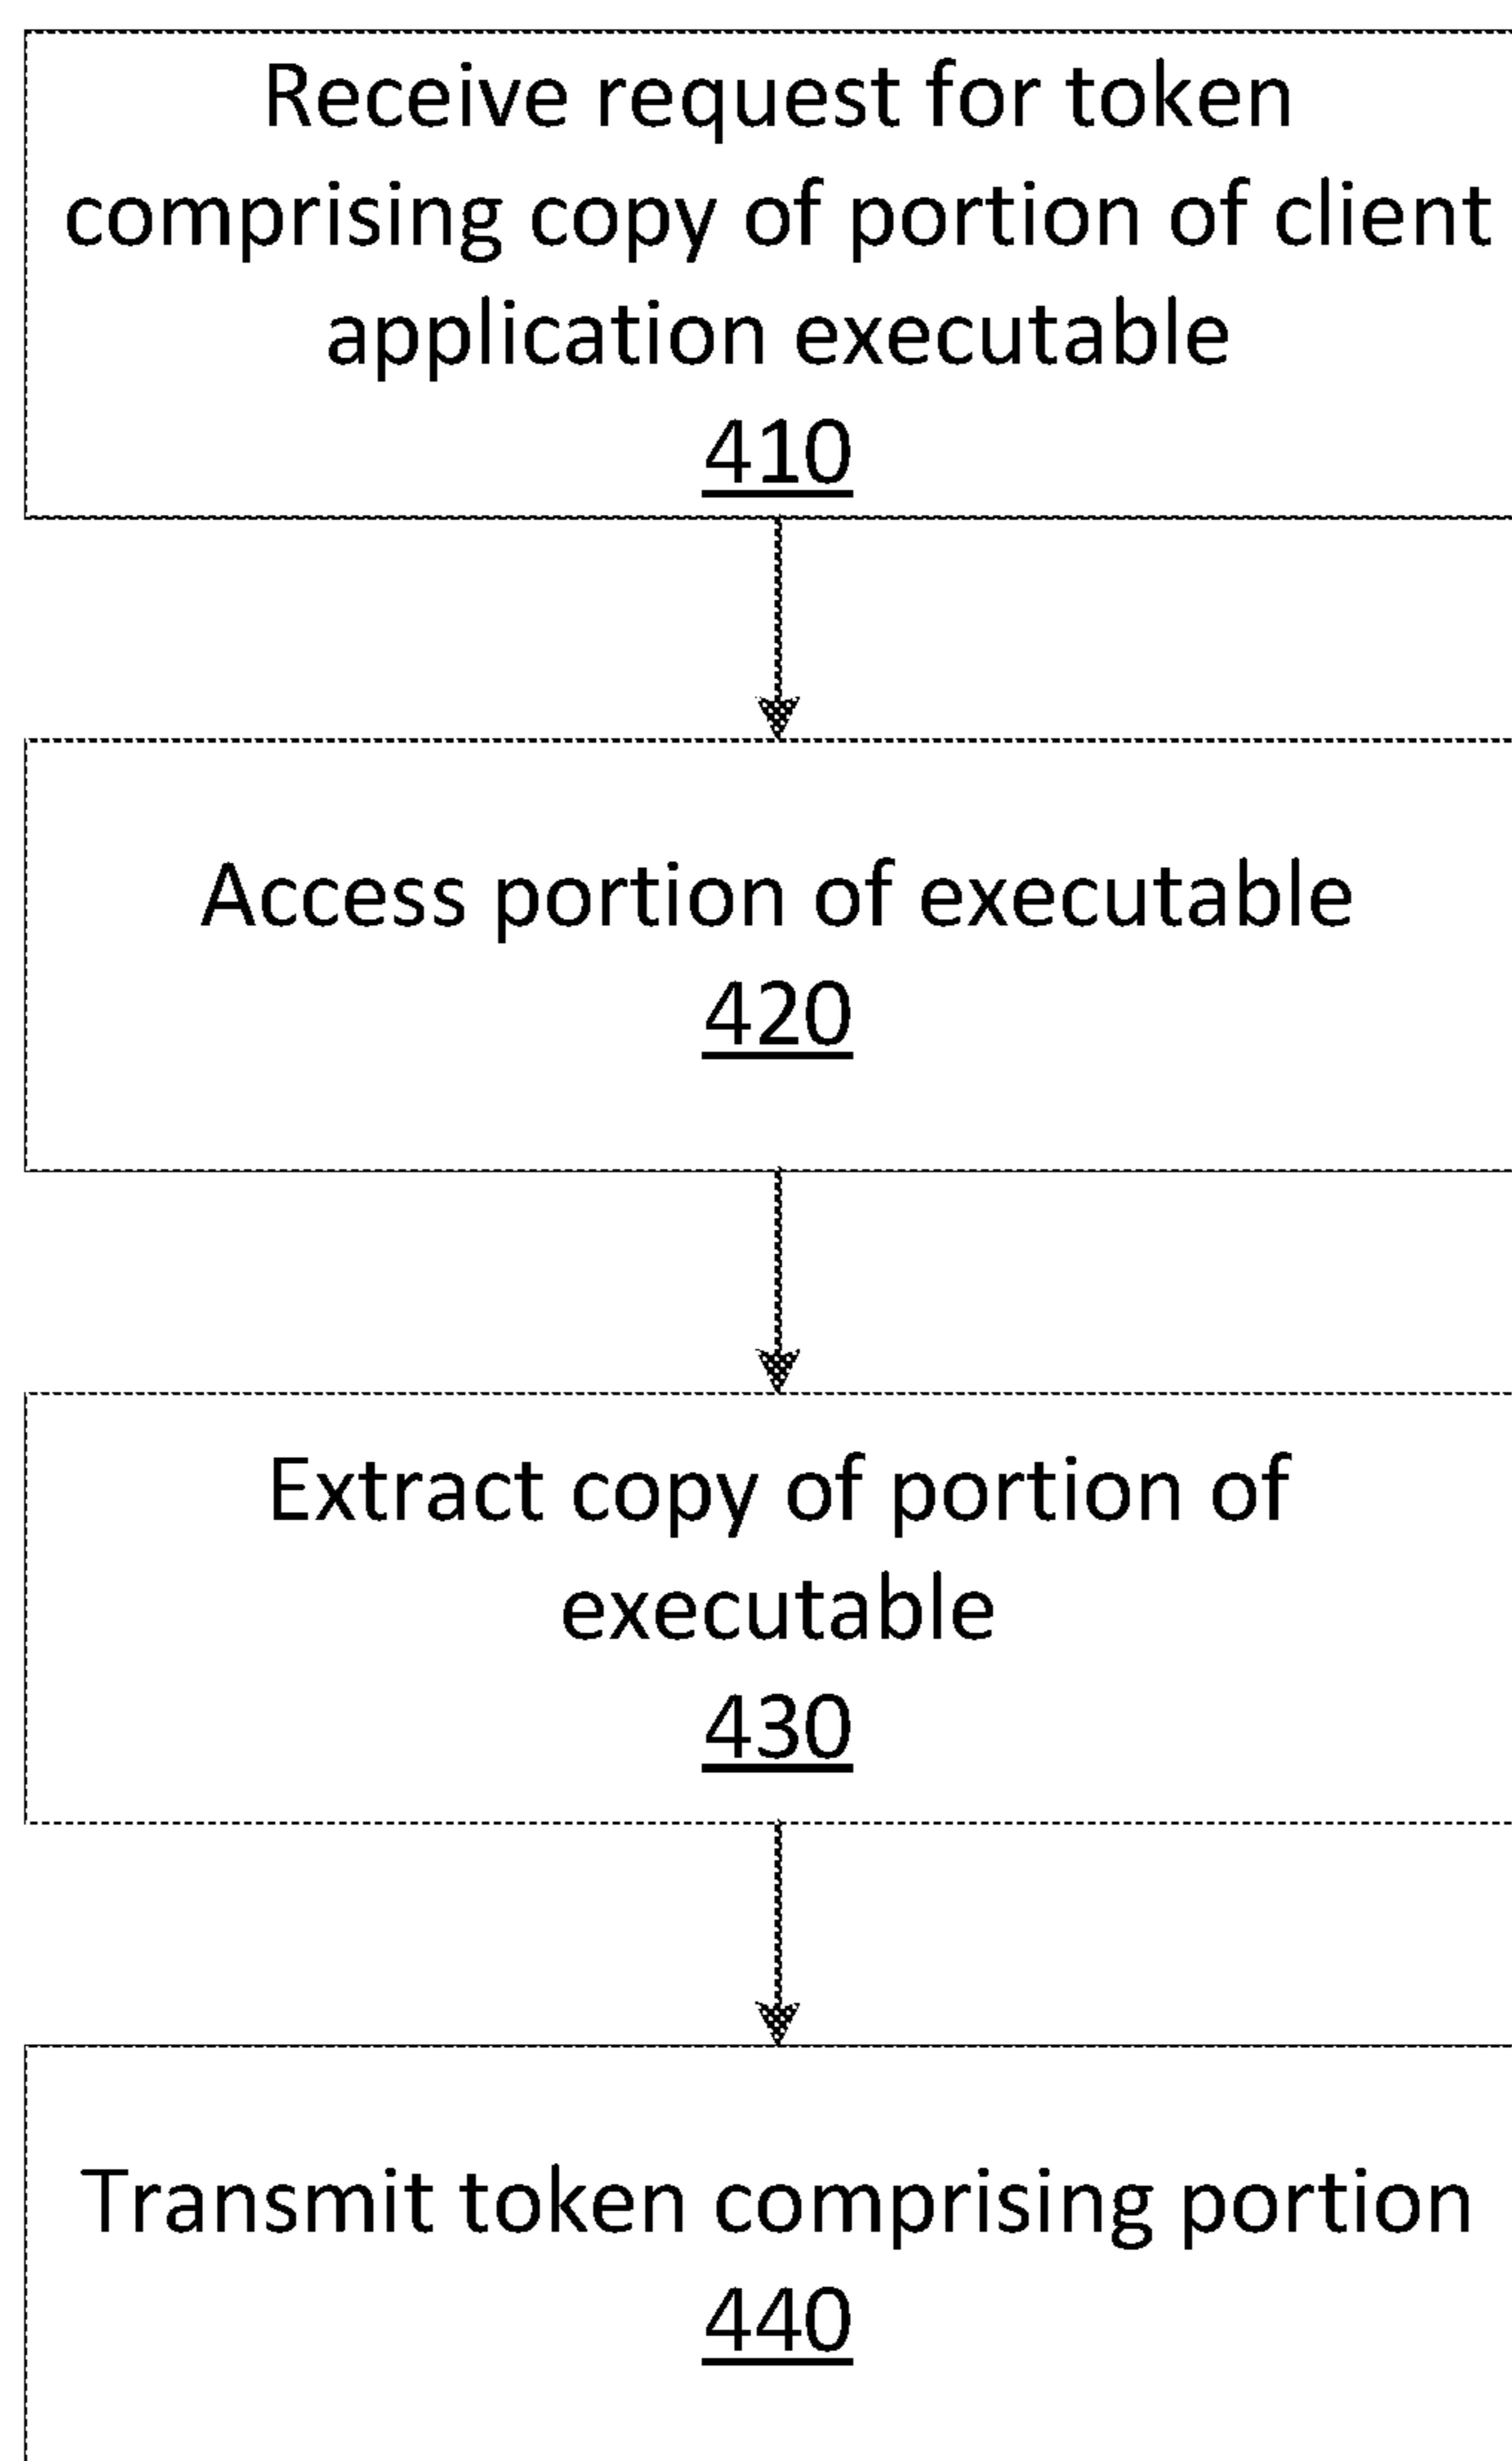 Receive request for token
comprising copy of portion of client
application executable
410
Access portion of executable
420
Extract copy of portion of
executable
430
Transmit token comprising portion
440